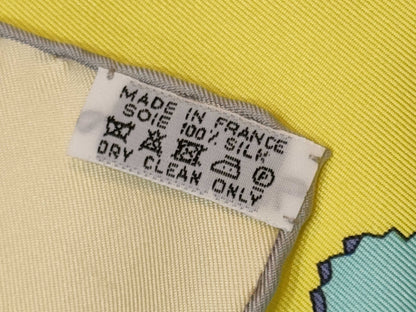 MADE IN FRANCE
SOIE 100% SILK
P
DRY CLEAN ONLY